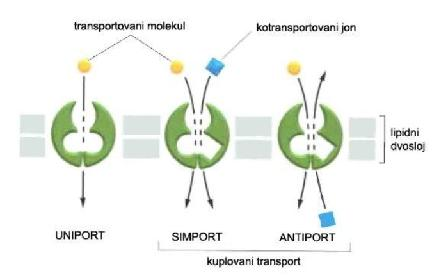 transportovani molekul
kotransportovani jon
lipidni
dvosloj
UNIPORT
SIMPORT
ANTIPORT
kuplovani transport